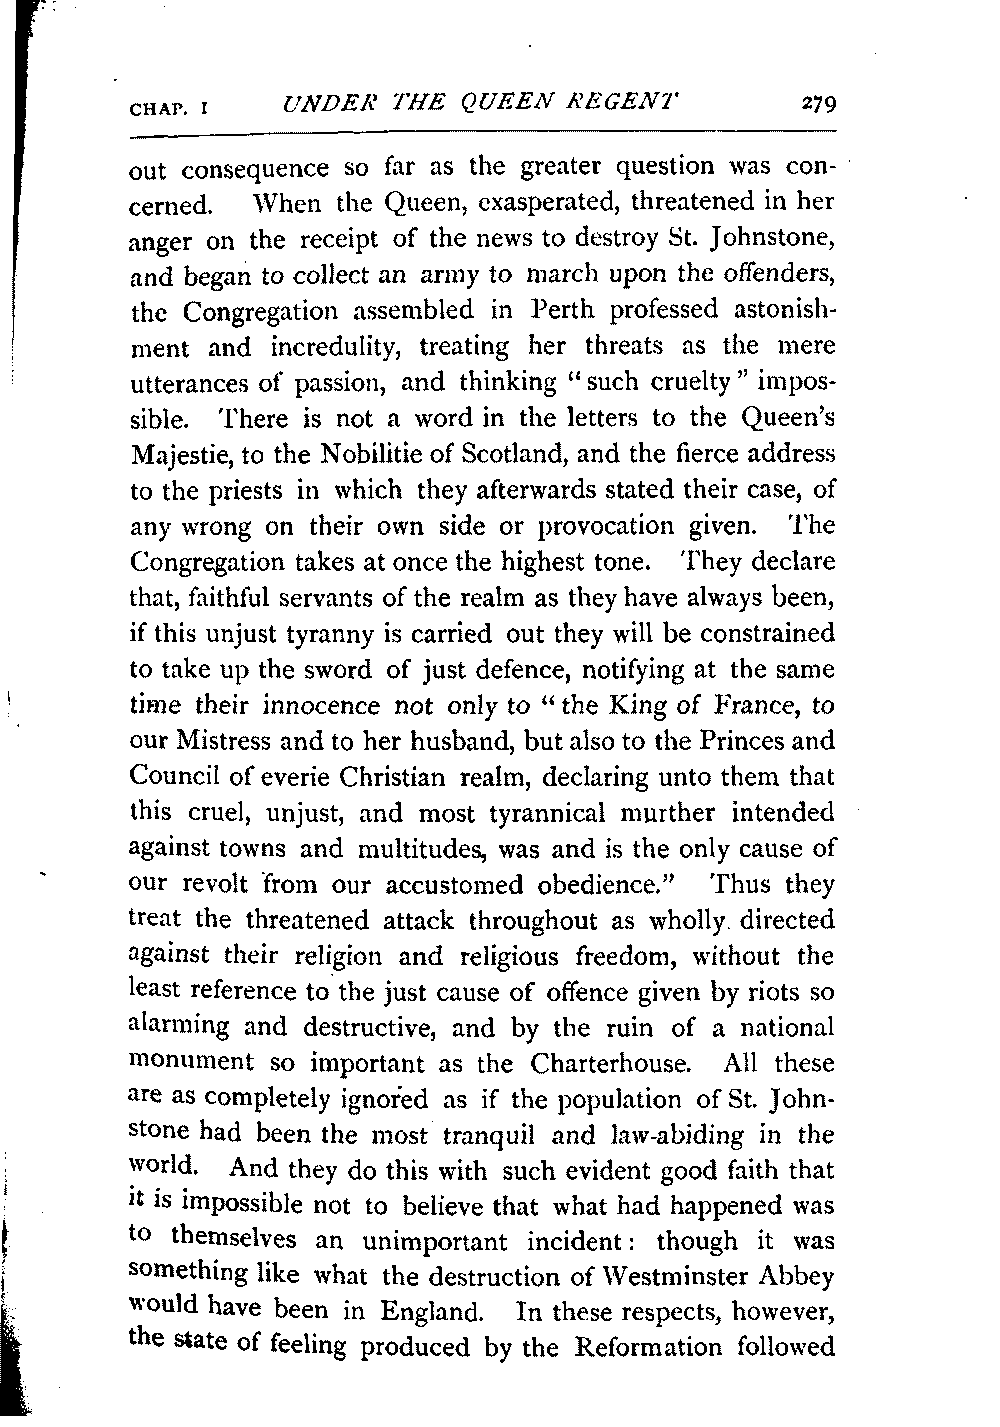 CHAP. I UNDER THE QUEEN REGENT 279
out consequence so far as the greater question was con-
cerned. When the Queen, exasperated, threatened in her
anger on the receipt of the news to destroy St. Johnstone,
and began to collect an army to march upon the offenders,
the Congregation assembled in Perth professed astonish-
ment and incredulity, treating her threats as the mere
utterances of passion, and thinking “such cruelty” impos-
sible. There is not a word in the letters to the Queen’s
Majestie, to the Nobilitie of Scotland, and the fierce address
to the priests in which they afterwards stated their case, of
any wrong on their own side or provocation given. The
Congregation takes at once the highest tone. They declare
that, faithful servants of the realm as they have always been,
if this unjust tyranny is carried out they will be constrained
to take up the sword of just defence, notifying at the same
time their innocence not only to “the King of France, to
our Mistress and to her husband, but also to the Princes and
Council of everie Christian realm, declaring unto them that
this cruel, unjust, and most tyrannical murther intended
against towns and multitudes, was and is the only cause of
our revolt from our accustomed obedience.” Thus they
treat the threatened attack throughout as wholly directed
against their religion and religious freedom, without the
least reference to the just cause of offence given by riots so
alarming and destructive, and by the ruin of a national
monument so important as the Charterhouse. All these
are as completely ignored as if the population of St. John-
stone had been the most tranquil and law-abiding in the
world. And they do this with such evident good faith that
it is impossible not to believe that what had happened was
to themselves an unimportant incident: though it was
something like what the destruction of Westminster Abbey
would have been in England. In these respects, however,
the state of feeling produced by the Reformation followed